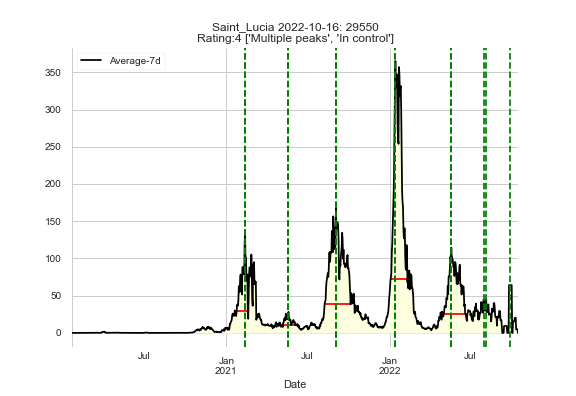 Saint_Lucia 2022-10-16: 29550
Rating:4 ['Multiple peaks', 'In control']
Average-7d
350
300
250
200
150
100
50
0
Jul
Jan
2021
Jul
Jan
2022
Jul
Date